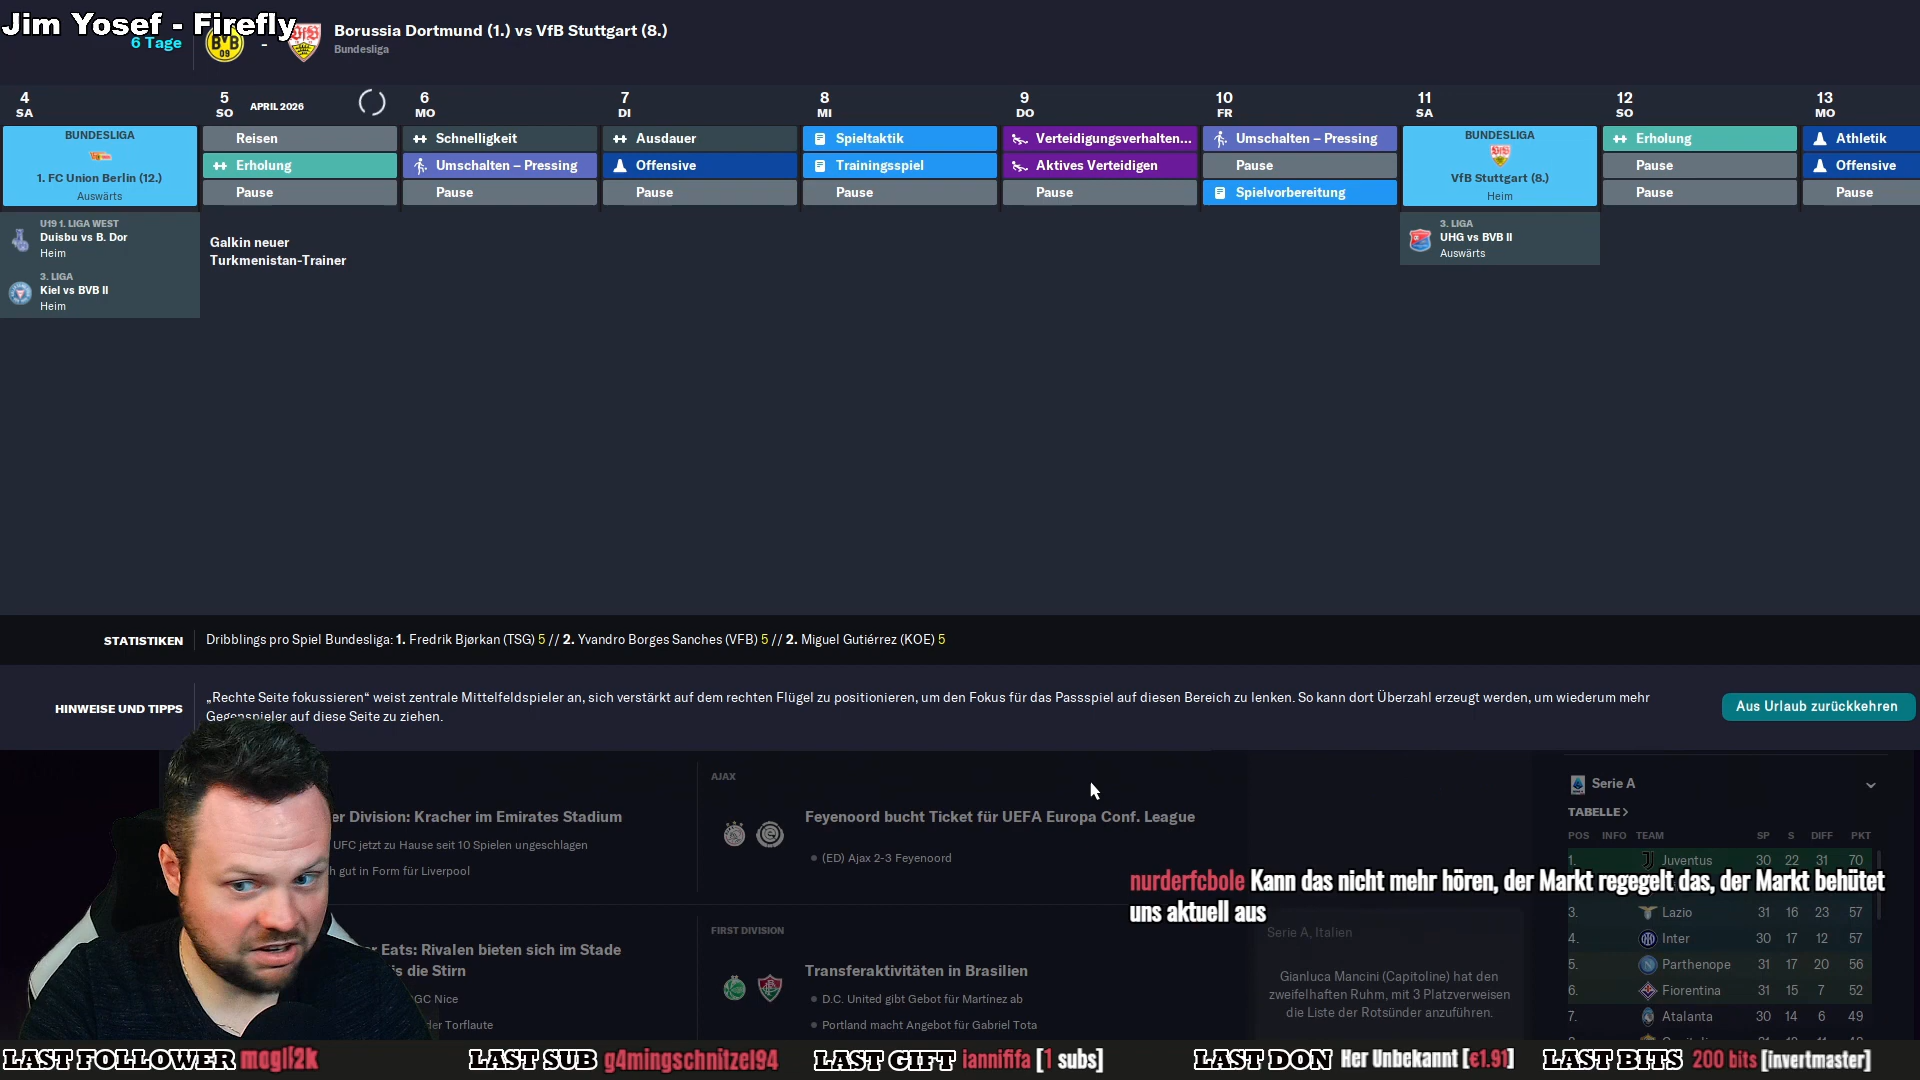 Jim Yosef - Firefly
6 Tage
-
Borussia Dortmund (1.) vs VfB Stuttgart (8.)
Bundesliga
4
SA
5
SO
APRIL 2026
6
MO
7
DI
8
MI
9
DO
10
FR
11
SA
12
SO
13
MO
BUNDESLIGA
1. FC Union Berlin (12.)
Auswärts
Reisen
Erholung
Pause
Schnelligkeit
Umschalten – Pressing
Pause
Ausdauer
Offensive
Pause
Spieltaktik
Trainingsspiel
Pause
Verteidigungsverhalten...
Aktives Verteidigen
Pause
Umschalten – Pressing
Pause
Spielvorbereitung
BUNDESLIGA
VfB Stuttgart (8.)
Heim
Erholung
Pause
Pause
Athletik
Offensive
Pause
U19 1. LIGA WEST
Duisbu vs B. Dor
Heim
3. LIGA
Kiel vs BVB II
Heim
Galkin neuer
Turkmenistan-Trainer
3. LIGA
UHG vs BVB II
Auswärts
STATISTIKEN
Dribblings pro Spiel Bundesliga: 1. Fredrik Bjørkan (TSG) 5 // 2. Yvandro Borges Sanches (VFB) 5 // 2. Miguel Gutiérrez (KOE) 5
HINWEISE UND TIPPS
„Rechte Seite fokussieren“ weist zentrale Mittelfeldspieler an, sich verstärkt auf dem rechten Flügel zu positionieren, um den Fokus für das Passspiel auf diesen Bereich zu lenken. So kann dort Überzahl erzeugt werden, um wiederum mehr
Gegenspieler auf diese Seite zu ziehen.
Aus Urlaub zurückkehren
er Division: Kracher im Emirates Stadium
UFC jetzt zu Hause seit 10 Spielen ungeschlagen
h gut in Form für Liverpool
AJAX
Feyenoord bucht Ticket für UEFA Europa Conf. League
(ED) Ajax 2-3 Feyenoord
r Eats: Rivalen bieten sich im Stade
is die Stirn
GC Nice
der Torflaute
FIRST DIVISION
Transferaktivitäten in Brasilien
D.C. United gibt Gebot für Martínez ab
Portland macht Angebot für Gabriel Tota
nurderfcbole Kann das nicht mehr hören, der Markt regegelt das, der Markt behütet
uns aktuell aus
Serie A, Italien
Gianluca Mancini (Capitoline) hat den
zweifelhaften Ruhm, mit 3 Platzverweisen
die Liste der Rotsünder anzuführen.
Serie A
TABELLE
POS INFO TEAM SP S DIFF PKT
1. Juventus 30 22 31 70
3. Lazio 31 16 23 57
4. Inter 30 17 12 57
5. Parthenope 31 17 20 56
6. Fiorentina 31 15 7 52
7. Atalanta 30 14 6 49
LAST FOLLOWER mogli2k
LAST SUB g4mingschnitzel94
LAST GIFT iannififa [1 subs]
LAST DON Her Unbekannt [€1.91]
LAST BITS 200 bits [invertmaster]